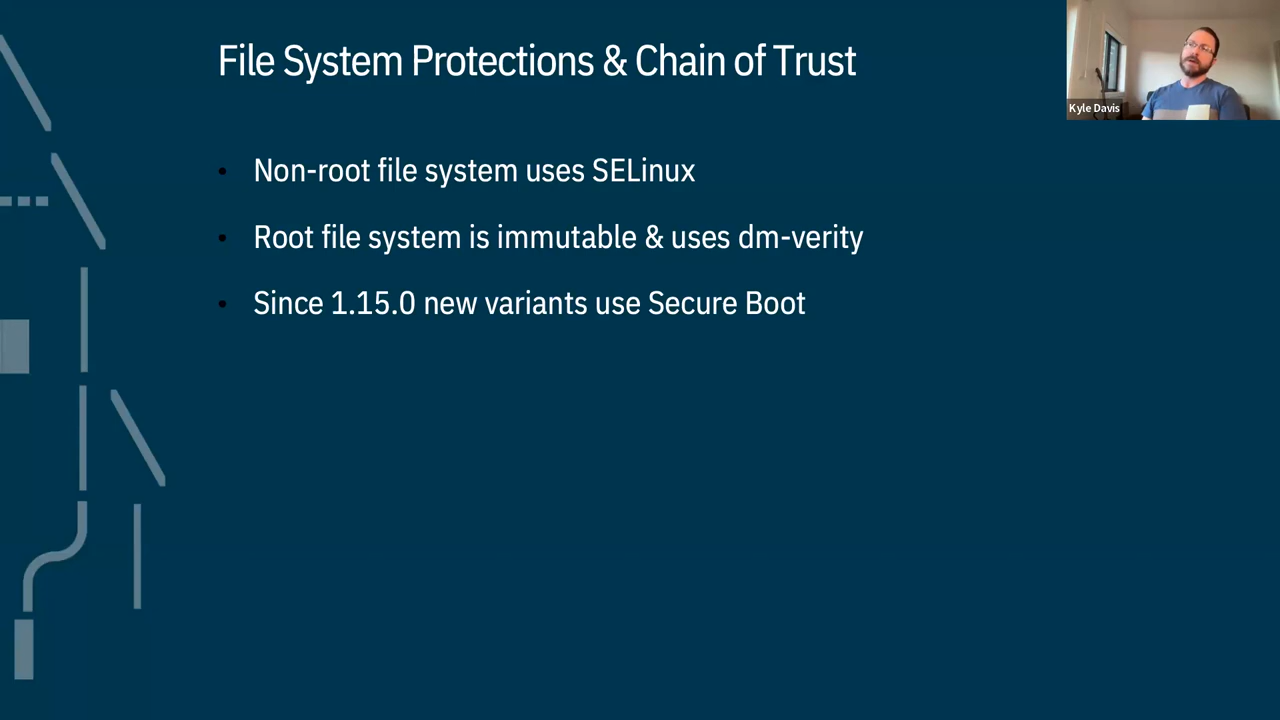 File System Protections & Chain of Trust
Kyle Davis
• Non-root file system uses SELinux
• Root file system is immutable & uses dm-verity
• Since 1.15.0 new variants use Secure Boot